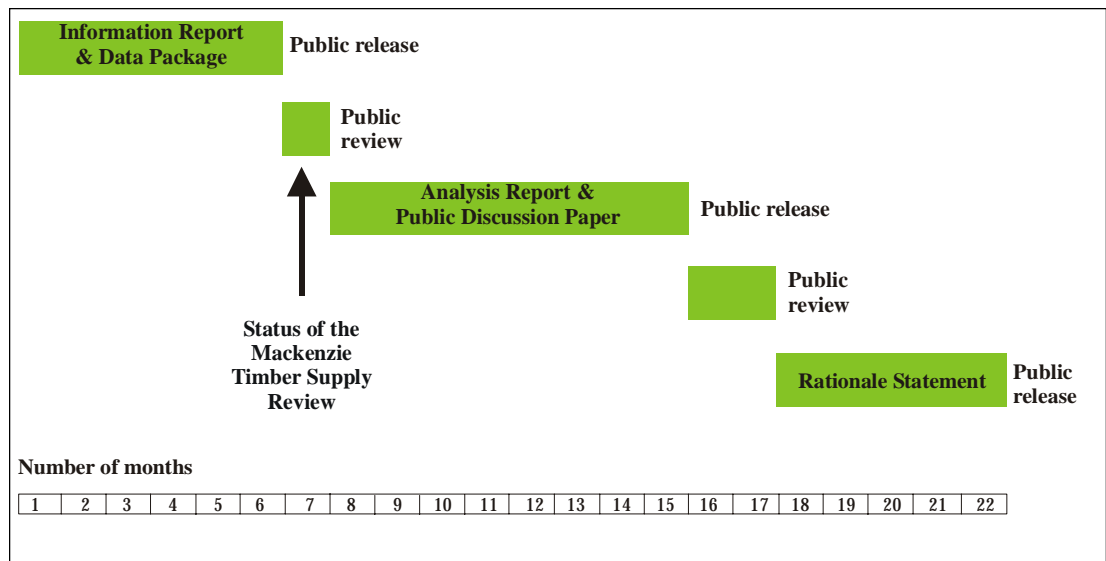 Information Report
& Data Package
Public release
Public
review
Analysis Report &
Public Discussion Paper
Public release
Public
review
Status of the
Mackenzie
Timber Supply
Review
Rationale Statement
Public
release
Number of months
1 2 3 4 5 6 7 8 9 10 11 12 13 14 15 16 17 18 19 20 21 22